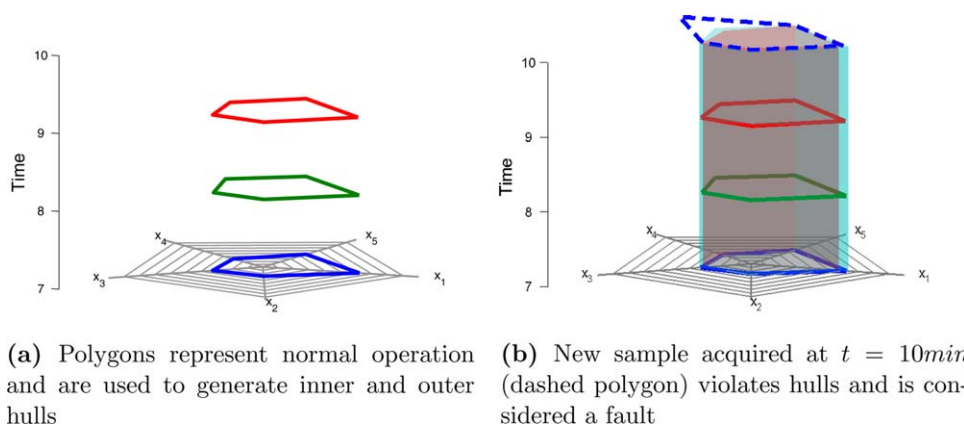 10
9
8
7
Time
x4
x5
x3
x1
x2
10
9
8
7
Time
x4
x5
x3
x1
x2
(a) Polygons represent normal operation
and are used to generate inner and outer
hulls
(b) New sample acquired at t = 10min
(dashed polygon) violates hulls and is con-
sidered a fault